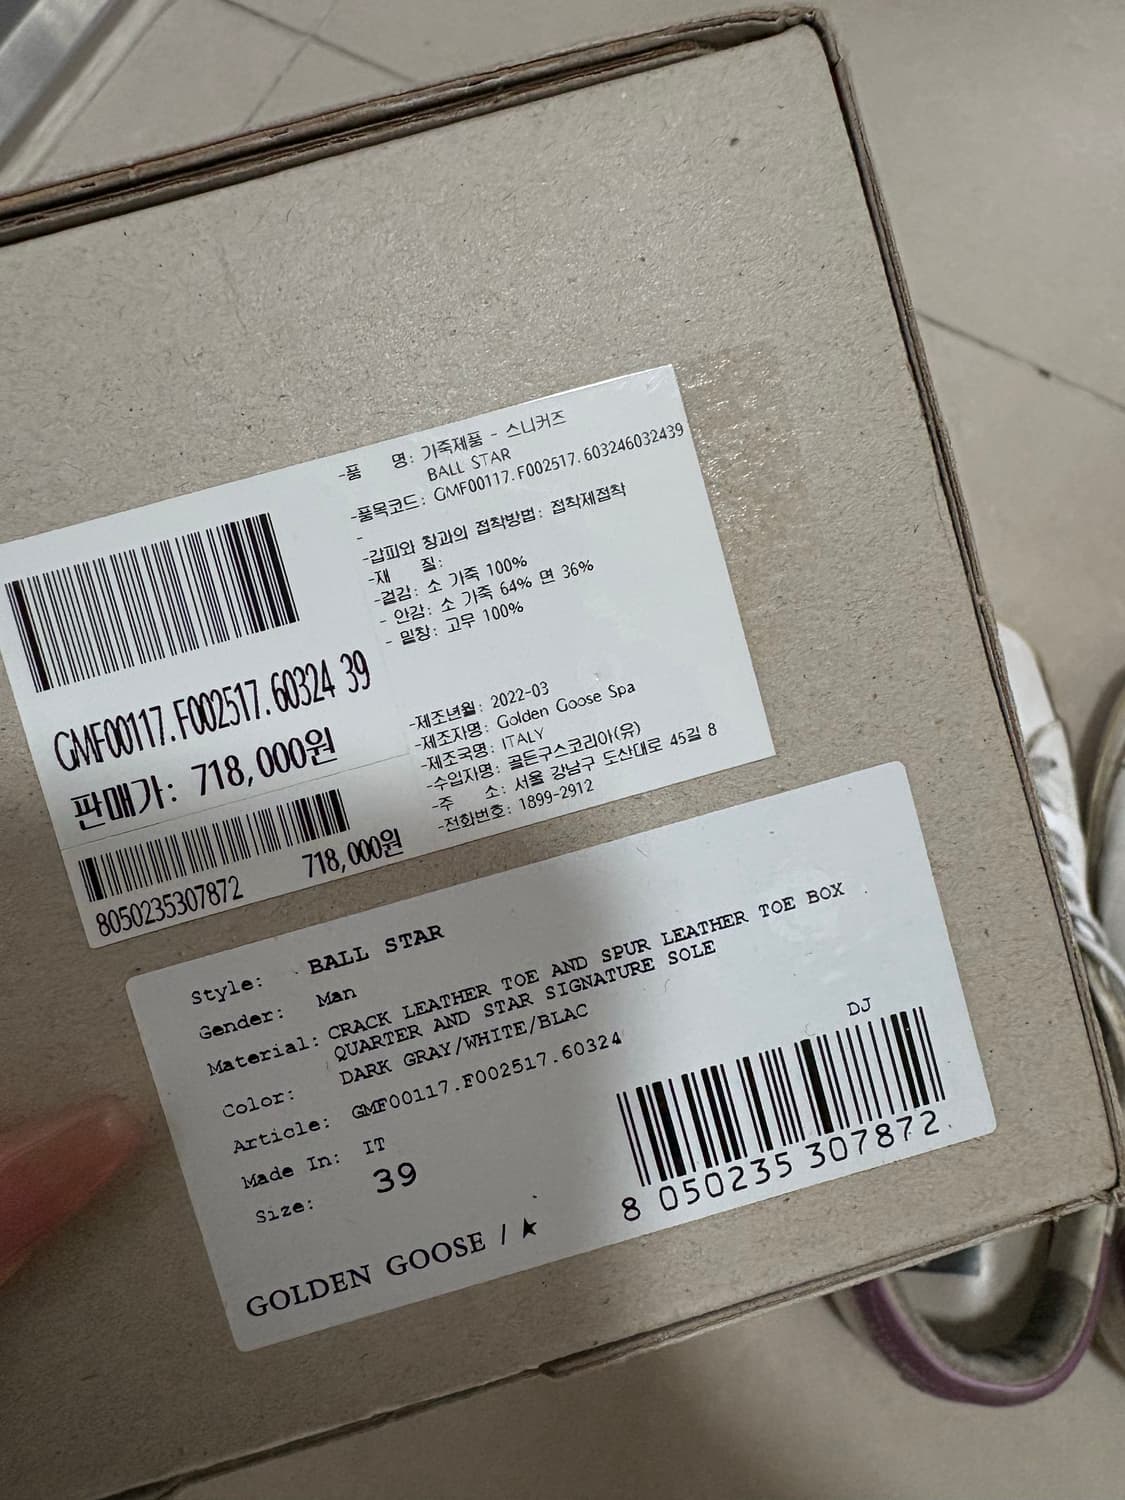 GMF00117.F002517.60324 39
판매가: 718,000원
8050235307872
718,000원
-품 명: 가죽제품 - 스니커즈
BALL STAR
-품목코드: GMF00117.F002517.603246032439
-
-갑피와 창과의 접착방법: 접착제접착
-재 질:
-겉감: 소 가죽 100%
- 안감: 소 가죽 64% 면 36%
- 밑창: 고무 100%
-제조년월: 2022-03
-제조자명: Golden Goose Spa
-제조국명: ITALY
-수입자명: 골든구스코리아(유)
-주 소: 서울 강남구 도산대로 45길 8
-전화번호: 1899-2912
Style: BALL STAR
Gender: Man
Material: CRACK LEATHER TOE AND SPUR LEATHER TOE BOX
QUARTER AND STAR SIGNATURE SOLE
Color: DARK GRAY/WHITE/BLAC
Article: GMF00117.F002517.60324
Made In: IT
Size: 39
DJ
8 050235 307872
GOLDEN GOOSE / ★